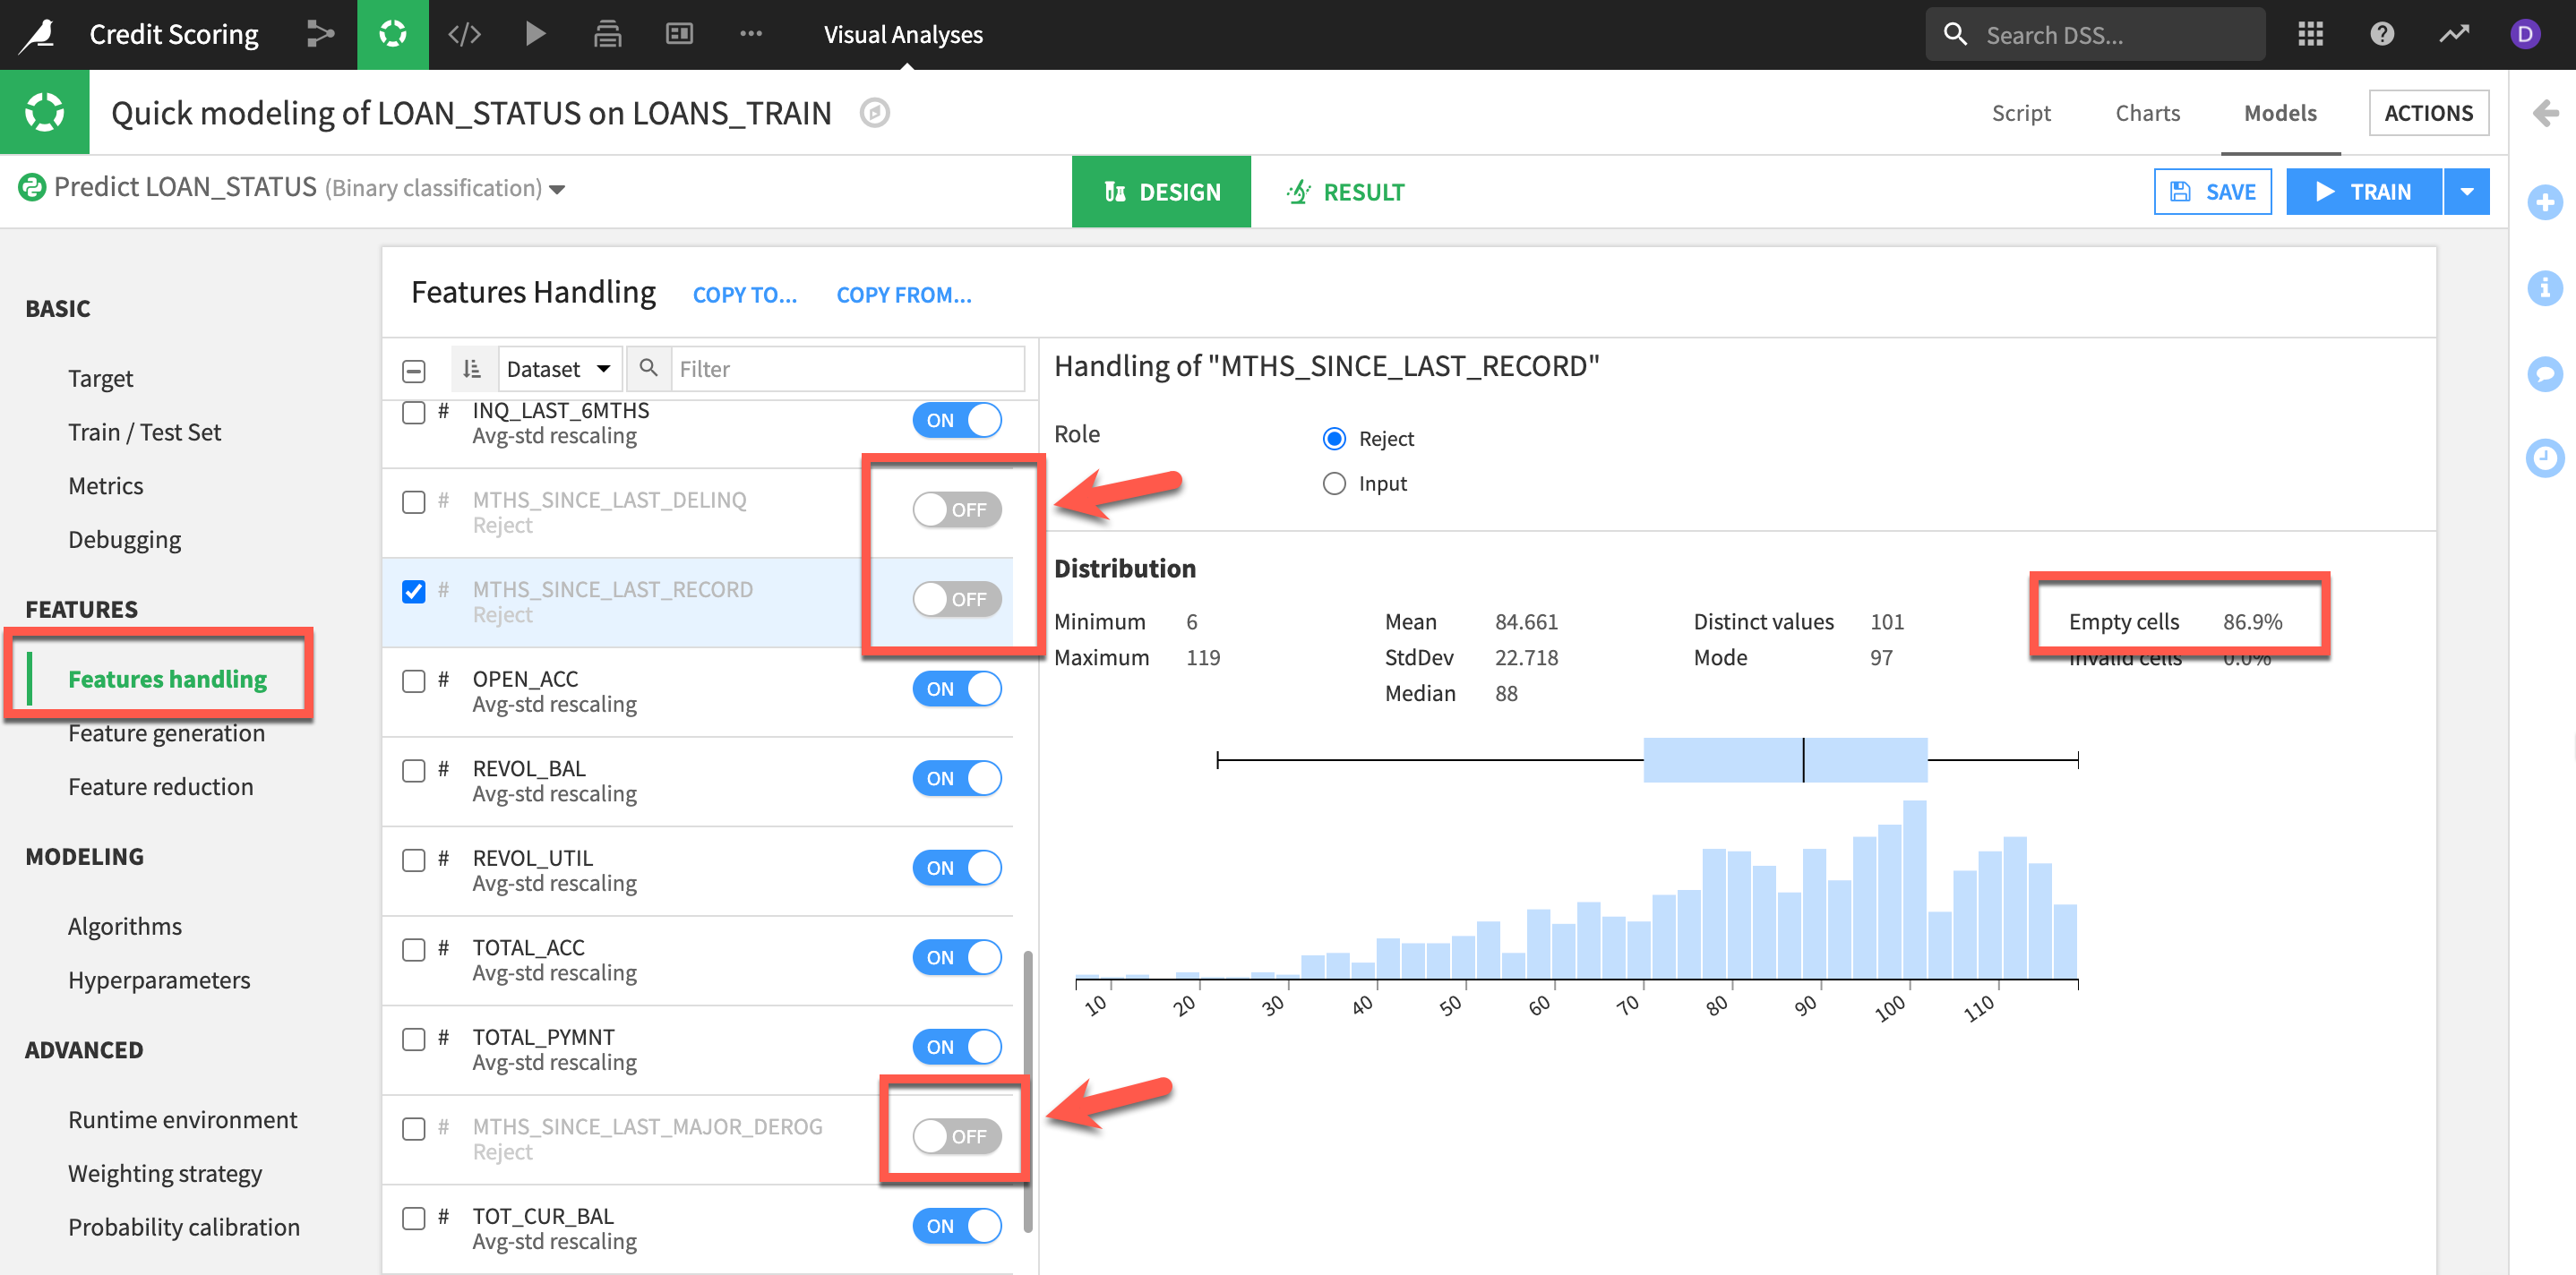 Credit Scoring
Visual Analyses
Search DSS...
D
Quick modeling of LOAN_STATUS on LOANS_TRAIN
Script
Charts
Models
ACTIONS
Predict LOAN_STATUS (Binary classification)
DESIGN
RESULT
SAVE
TRAIN
BASIC
Target
Train / Test Set
Metrics
Debugging
FEATURES
Features handling
Feature generation
Feature reduction
MODELING
Algorithms
Hyperparameters
ADVANCED
Runtime environment
Weighting strategy
Probability calibration
Features Handling
COPY TO...
COPY FROM...
Dataset
Filter
# INQ_LAST_6MTHS
Avg-std rescaling
ON
# MTHS_SINCE_LAST_DELINQ
Reject
OFF
# MTHS_SINCE_LAST_RECORD
Reject
OFF
# OPEN_ACC
Avg-std rescaling
ON
# REVOL_BAL
Avg-std rescaling
ON
# REVOL_UTIL
Avg-std rescaling
ON
# TOTAL_ACC
Avg-std rescaling
ON
# TOTAL_PYMNT
Avg-std rescaling
ON
# MTHS_SINCE_LAST_MAJOR_DEROG
Reject
OFF
# TOT_CUR_BAL
Avg-std rescaling
ON
Handling of "MTHS_SINCE_LAST_RECORD"
Role
Reject
Input
Distribution
Minimum 6
Maximum 119
Mean 84.661
StdDev 22.718
Median 88
Distinct values 101
Mode 97
Empty cells 86.9%
Invalid cells 0.0%
10 20 30 40 50 60 70 80 90 100 110